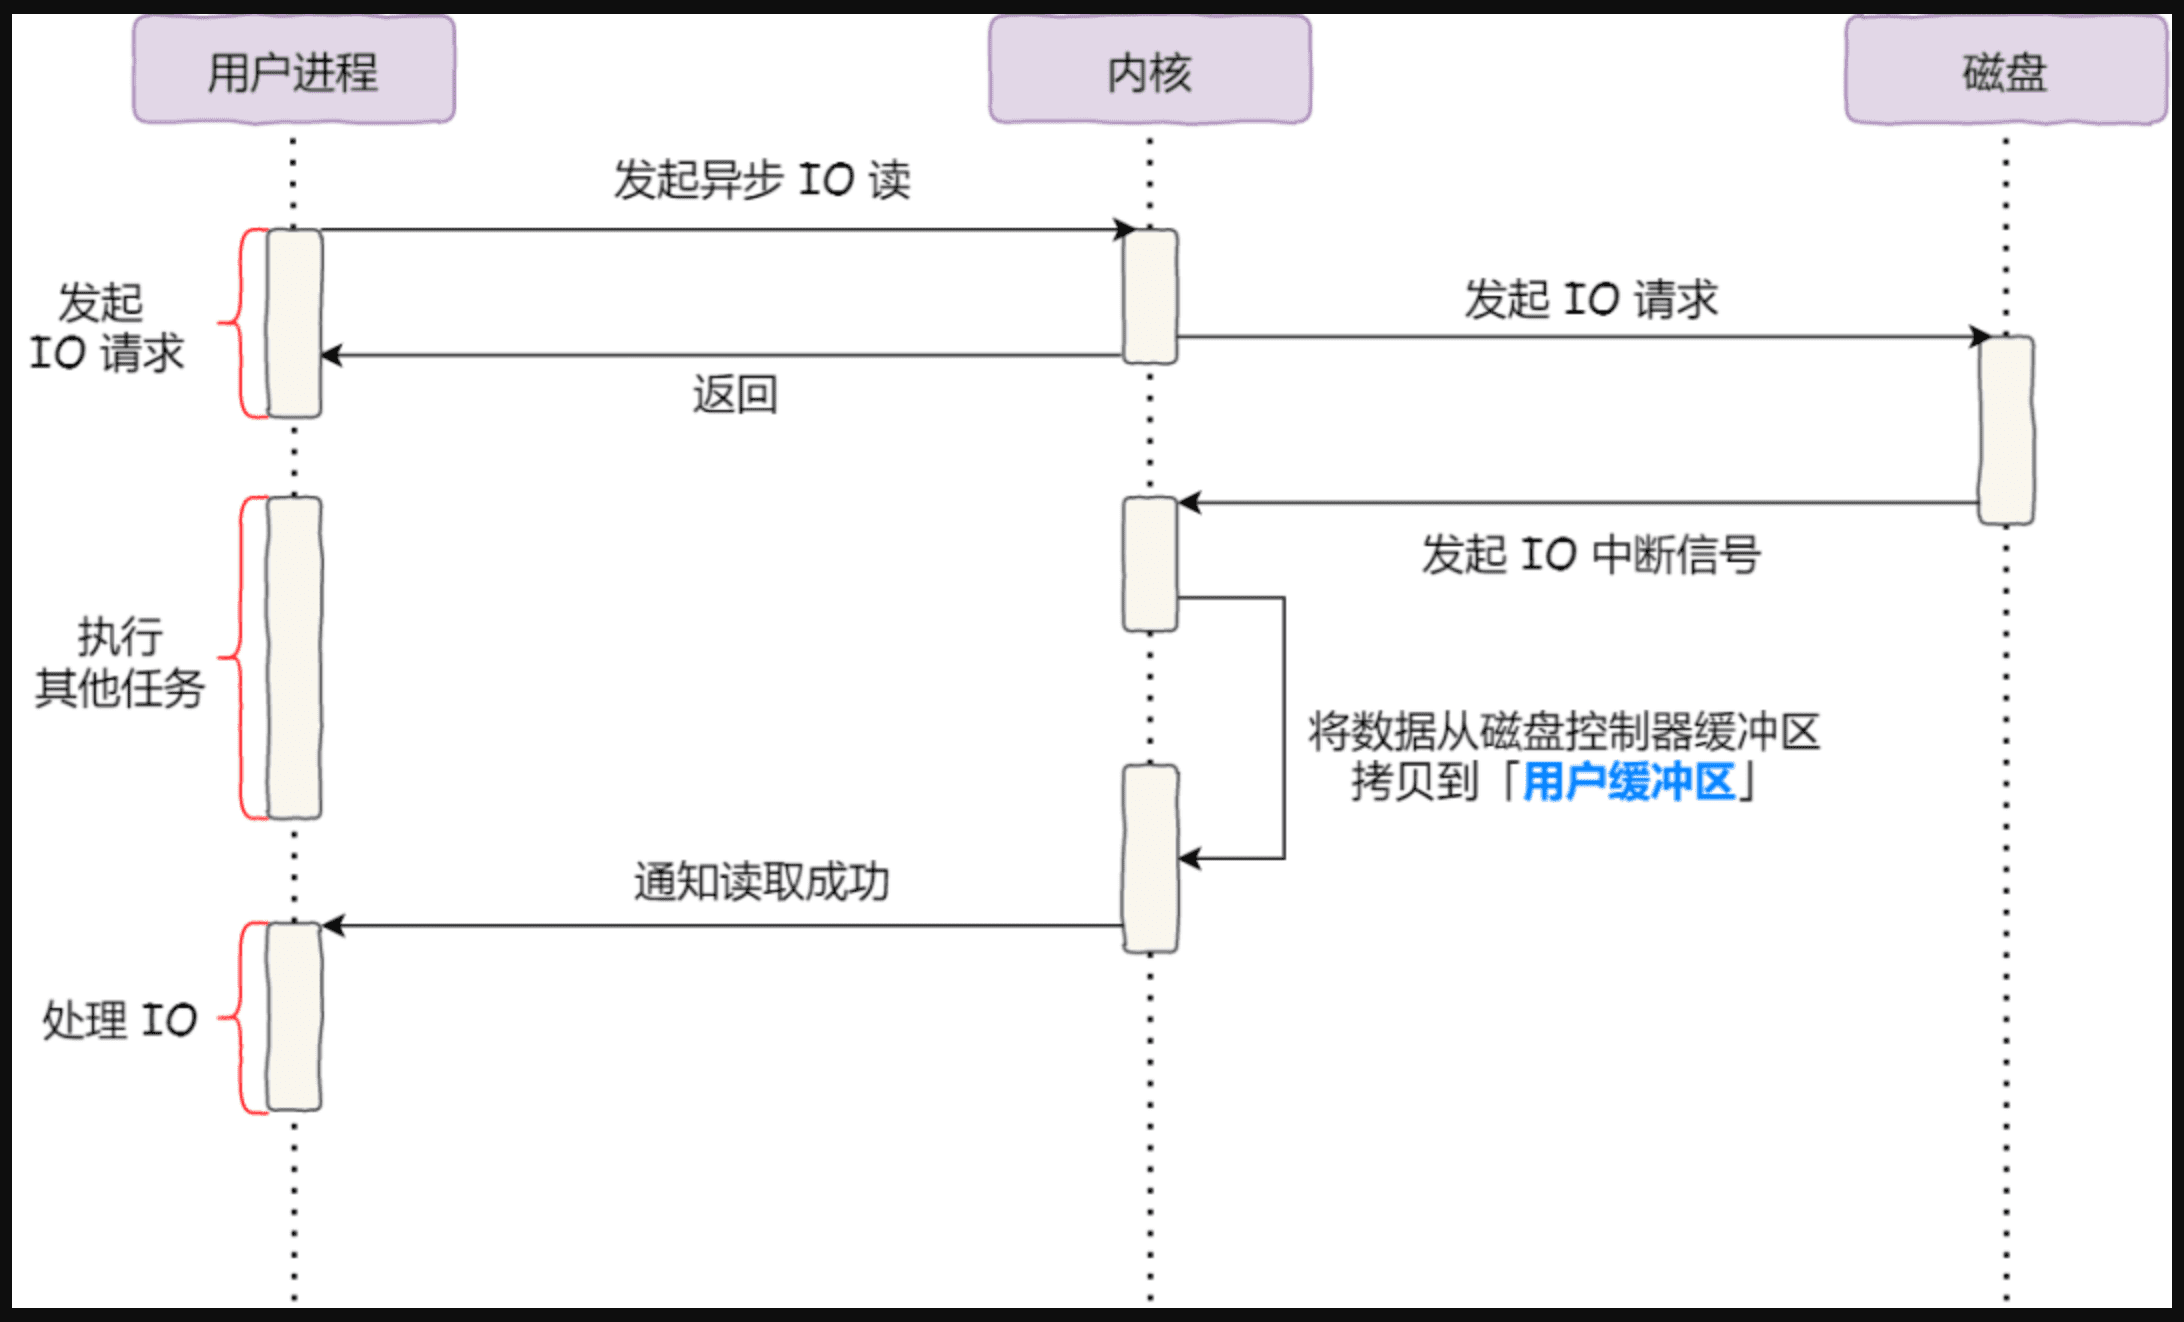 用户进程
内核
磁盘
发起异步 IO 读
发起 IO 请求
发起
IO 请求
返回
发起 IO 中断信号
执行
其他任务
将数据从磁盘控制器缓冲区
拷贝到「用户缓冲区」
通知读取成功
处理 IO